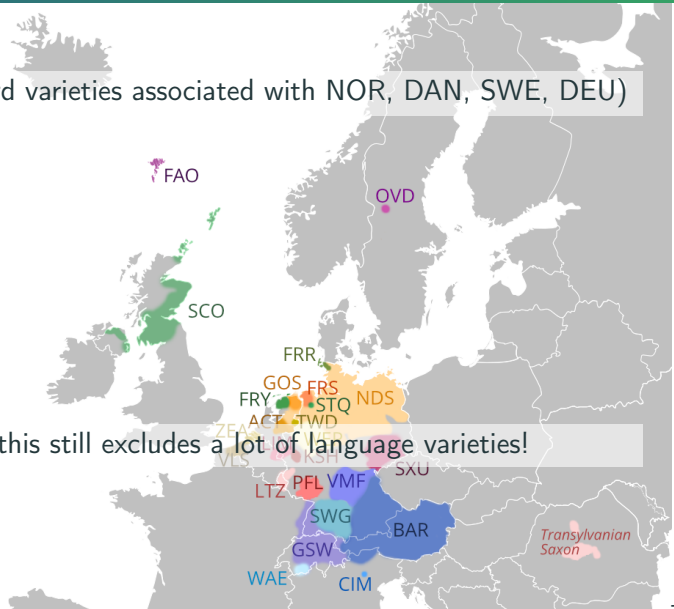 d varieties associated with NOR, DAN, SWE, DEU)
FAO
OVD
SCO
FRR
GOS
FRS
FRY
STQ
NDS
ACT
TWD
ZEA
this still excludes a lot of language varieties!
VLS
KSH
SXU
LTZ
PFL
VMF
SWG
BAR
Transylvanian
Saxon
GSW
WAE
CIM